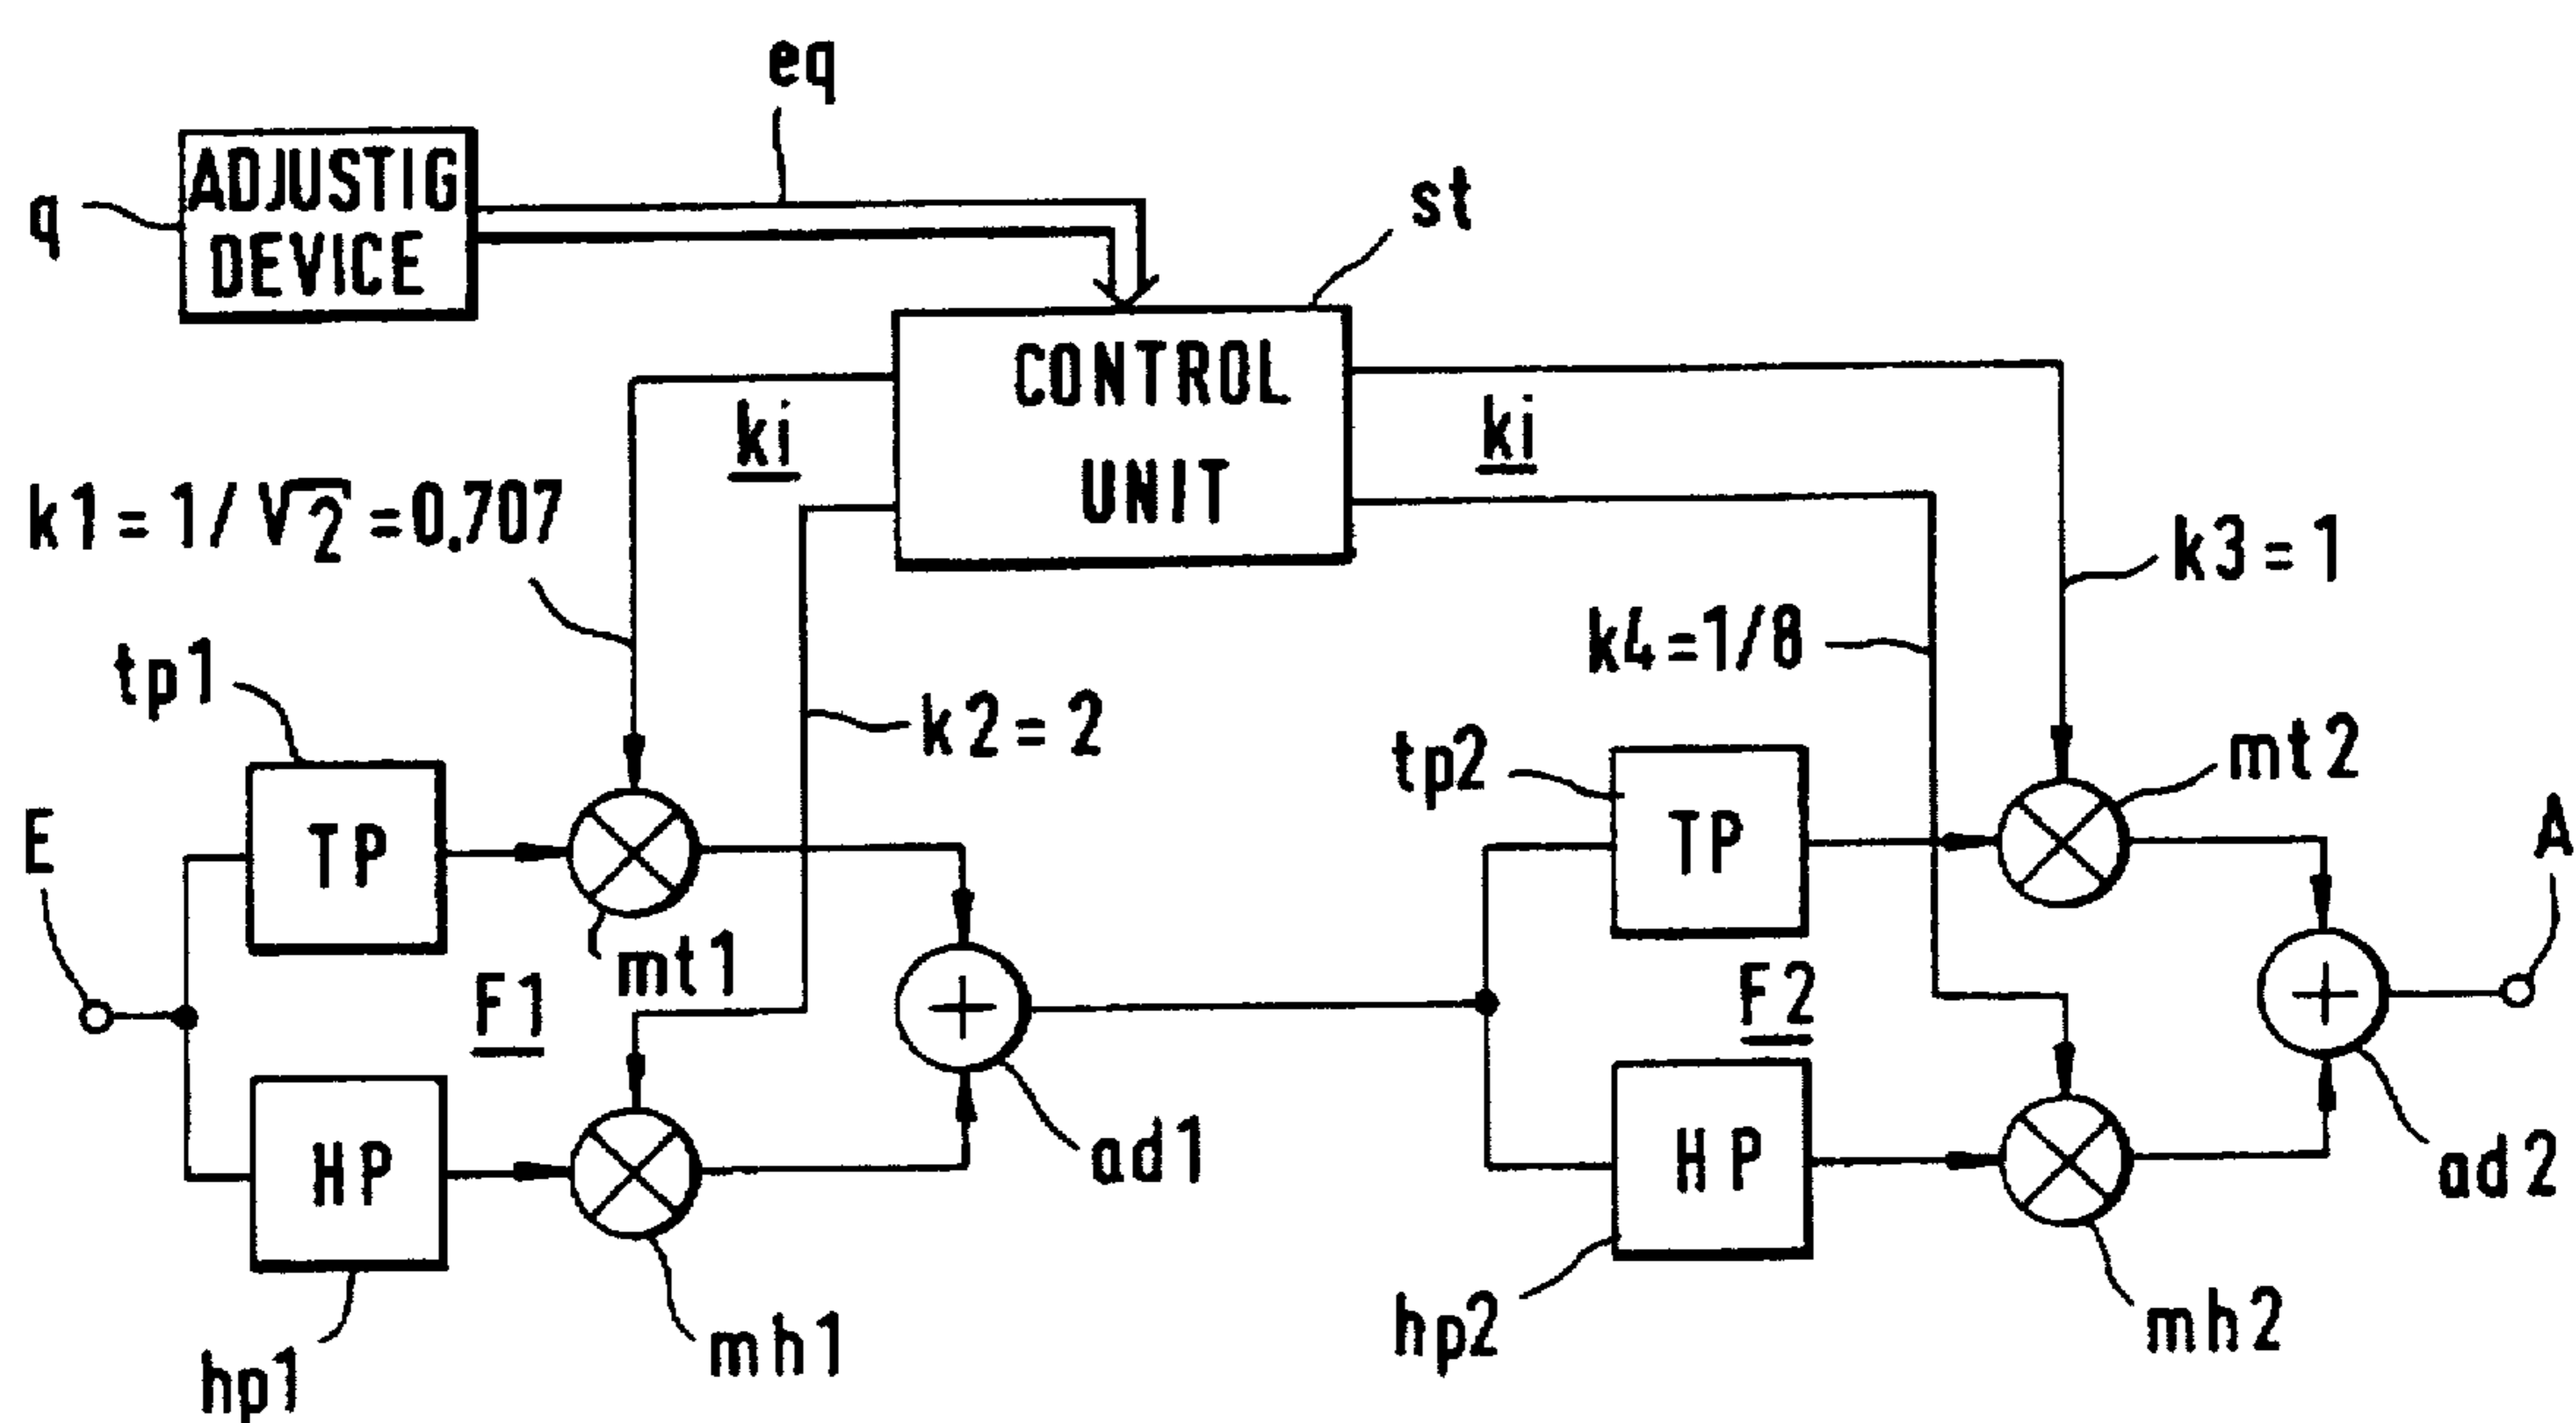 eq
q
ADJUSTIG
DEVICE
st
CONTROL
UNIT
ki
ki
k1=1/√2=0.707
k3=1
k4=1/8
tp1
k2=2
tp2
mt2
E
TP
TP
A
mt1
F1
F2
HP
ad1
HP
ad2
hp1
mh1
hp2
mh2